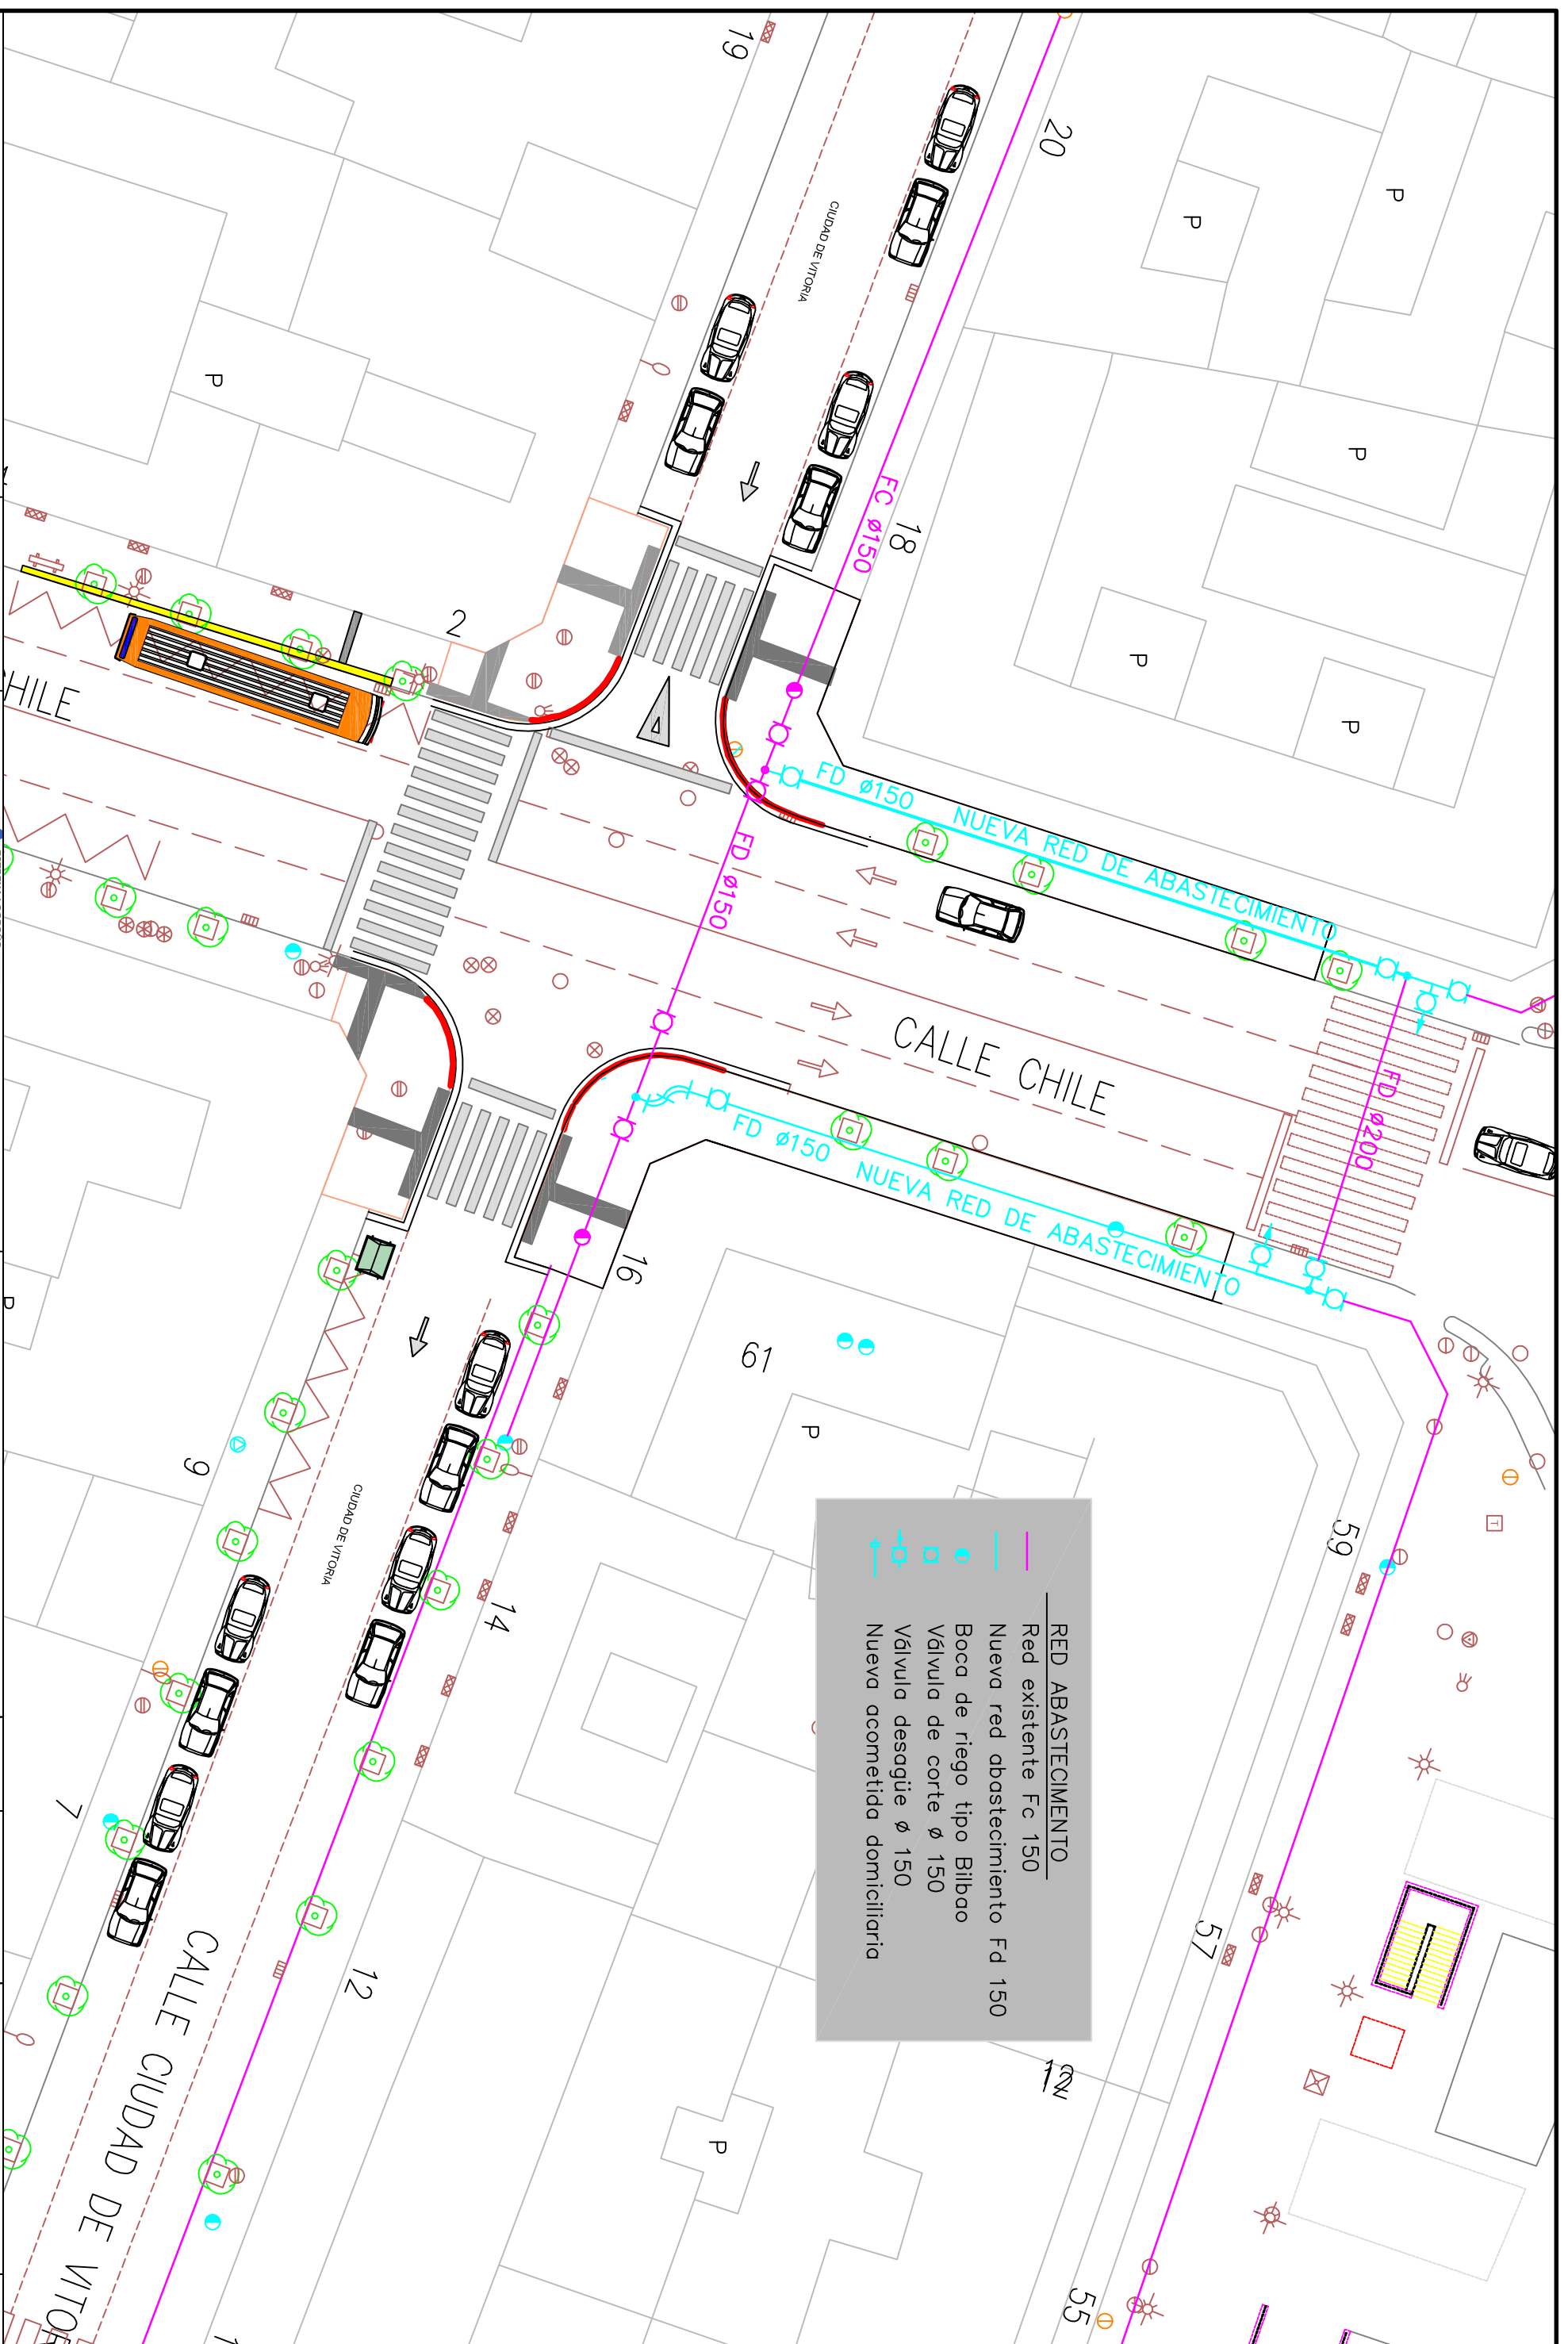 19
20
CIUDAD DE VITORIA
P
P
P
P
FC ø150
18
P
P
2
HILE
FD ø150 NUEVA RED DE ABASTECIMIENTO
FD ø150
CALLE CHILE
FD ø200
FD ø150 NUEVA RED DE ABASTECIMIENTO
16
61
P
P
9
CIUDAD DE VITORIA
14
59
T
RED ABASTECIMENTO
Red existente Fc 150
Nueva red abastecimiento Fd 150
Boca de riego tipo Bilbao
Válvula de corte ø 150
Válvula desagüe ø 150
Nueva acometida domiciliaria
7
12
57
12
P
CALLE CIUDAD DE VITOR
55